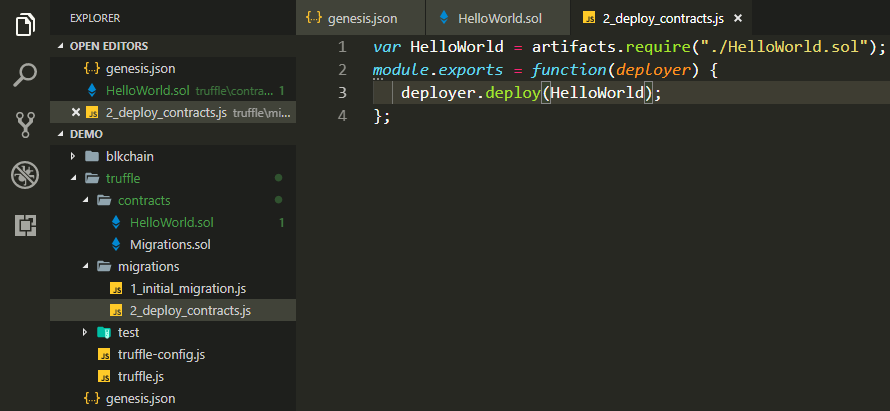 EXPLORER
OPEN EDITORS
genesis.json
HelloWorld.sol truffle\contra... 1
2_deploy_contracts.js truffle\mi...
DEMO
blkchain
truffle
contracts
HelloWorld.sol 1
Migrations.sol
migrations
1_initial_migration.js
2_deploy_contracts.js
test
truffle-config.js
truffle.js
genesis.json
genesis.json HelloWorld.sol 2_deploy_contracts.js
1 var HelloWorld = artifacts.require("./HelloWorld.sol");
2 module.exports = function(deployer) {
3 deployer.deploy(HelloWorld);
4 };